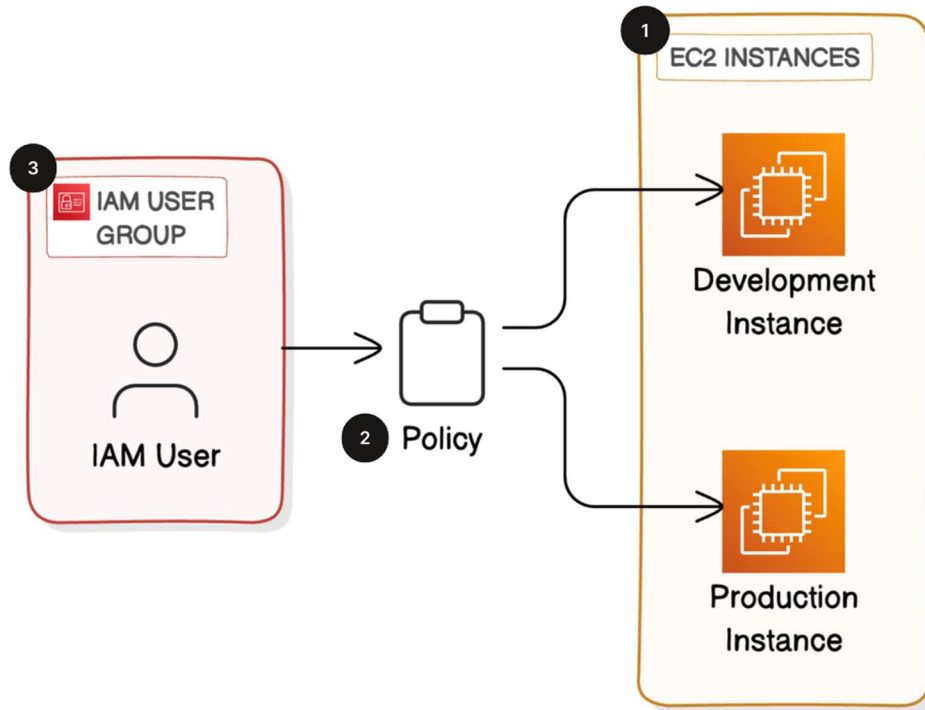 1
EC2 INSTANCES
3
IAM USER
GROUP
Development
Instance
2
Policy
IAM User
Production
Instance